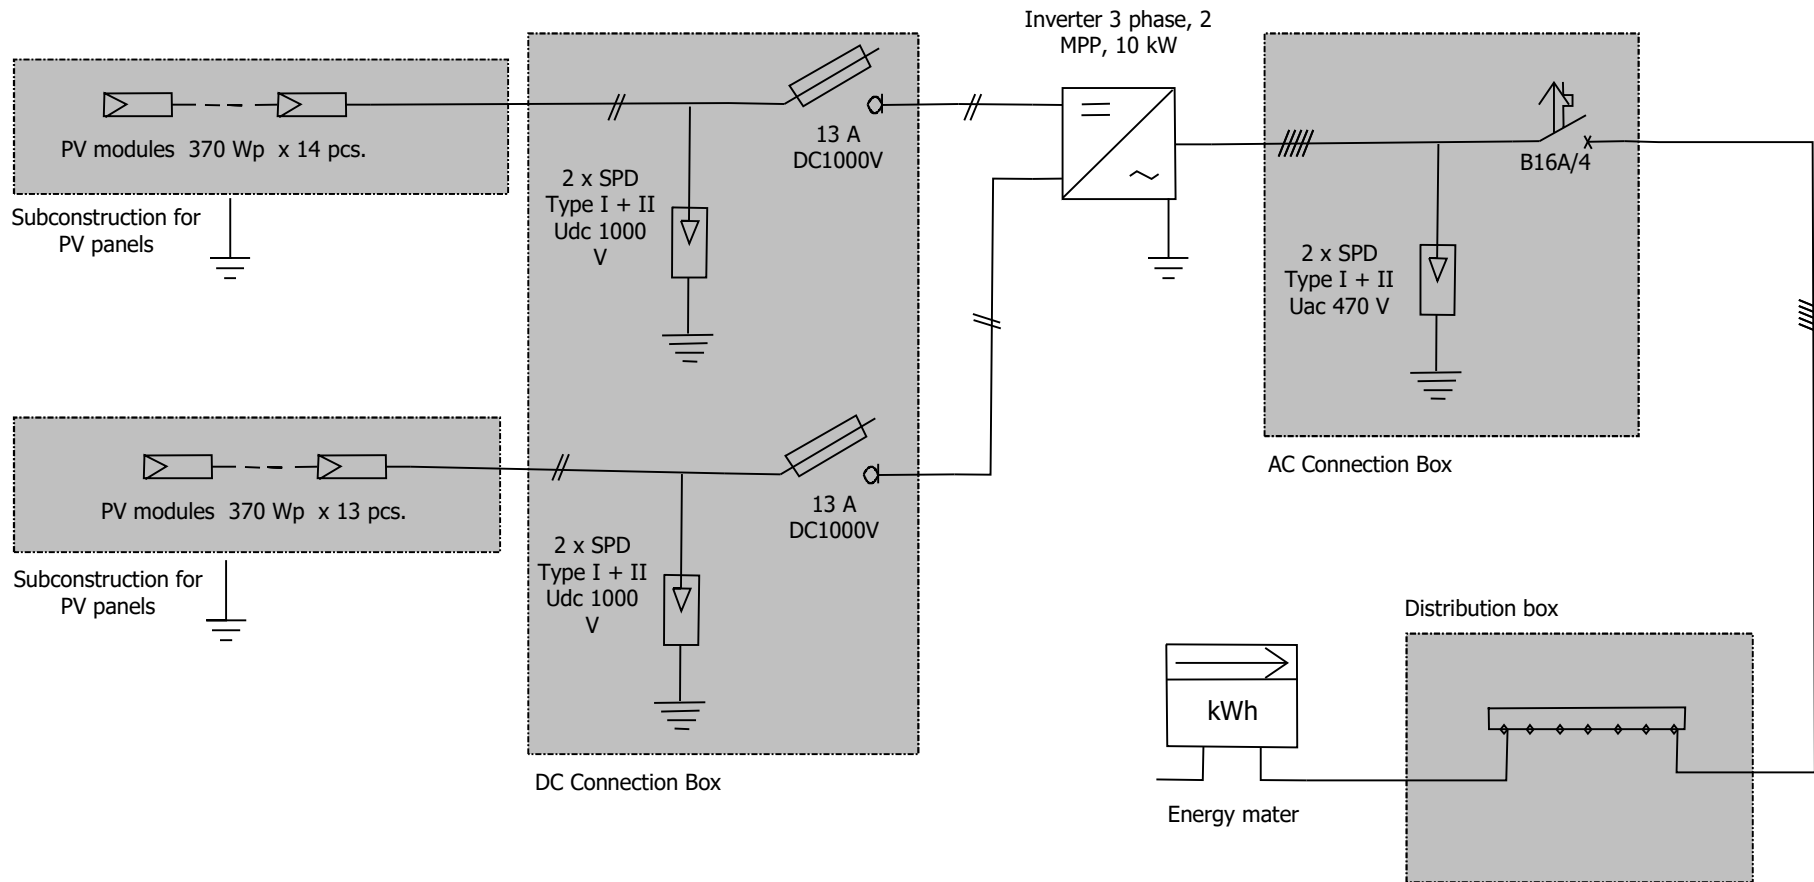 Inverter 3 phase, 2
MPP, 10 kW
PV modules 370 Wp x 14 pcs.
Subconstruction for
PV panels
2 x SPD
Type I + II
Udc 1000
V
13 A
DC1000V
B16A/4
2 x SPD
Type I + II
Uac 470 V
AC Connection Box
PV modules 370 Wp x 13 pcs.
Subconstruction for
PV panels
2 x SPD
Type I + II
Udc 1000
V
13 A
DC1000V
DC Connection Box
Distribution box
kWh
Energy mater